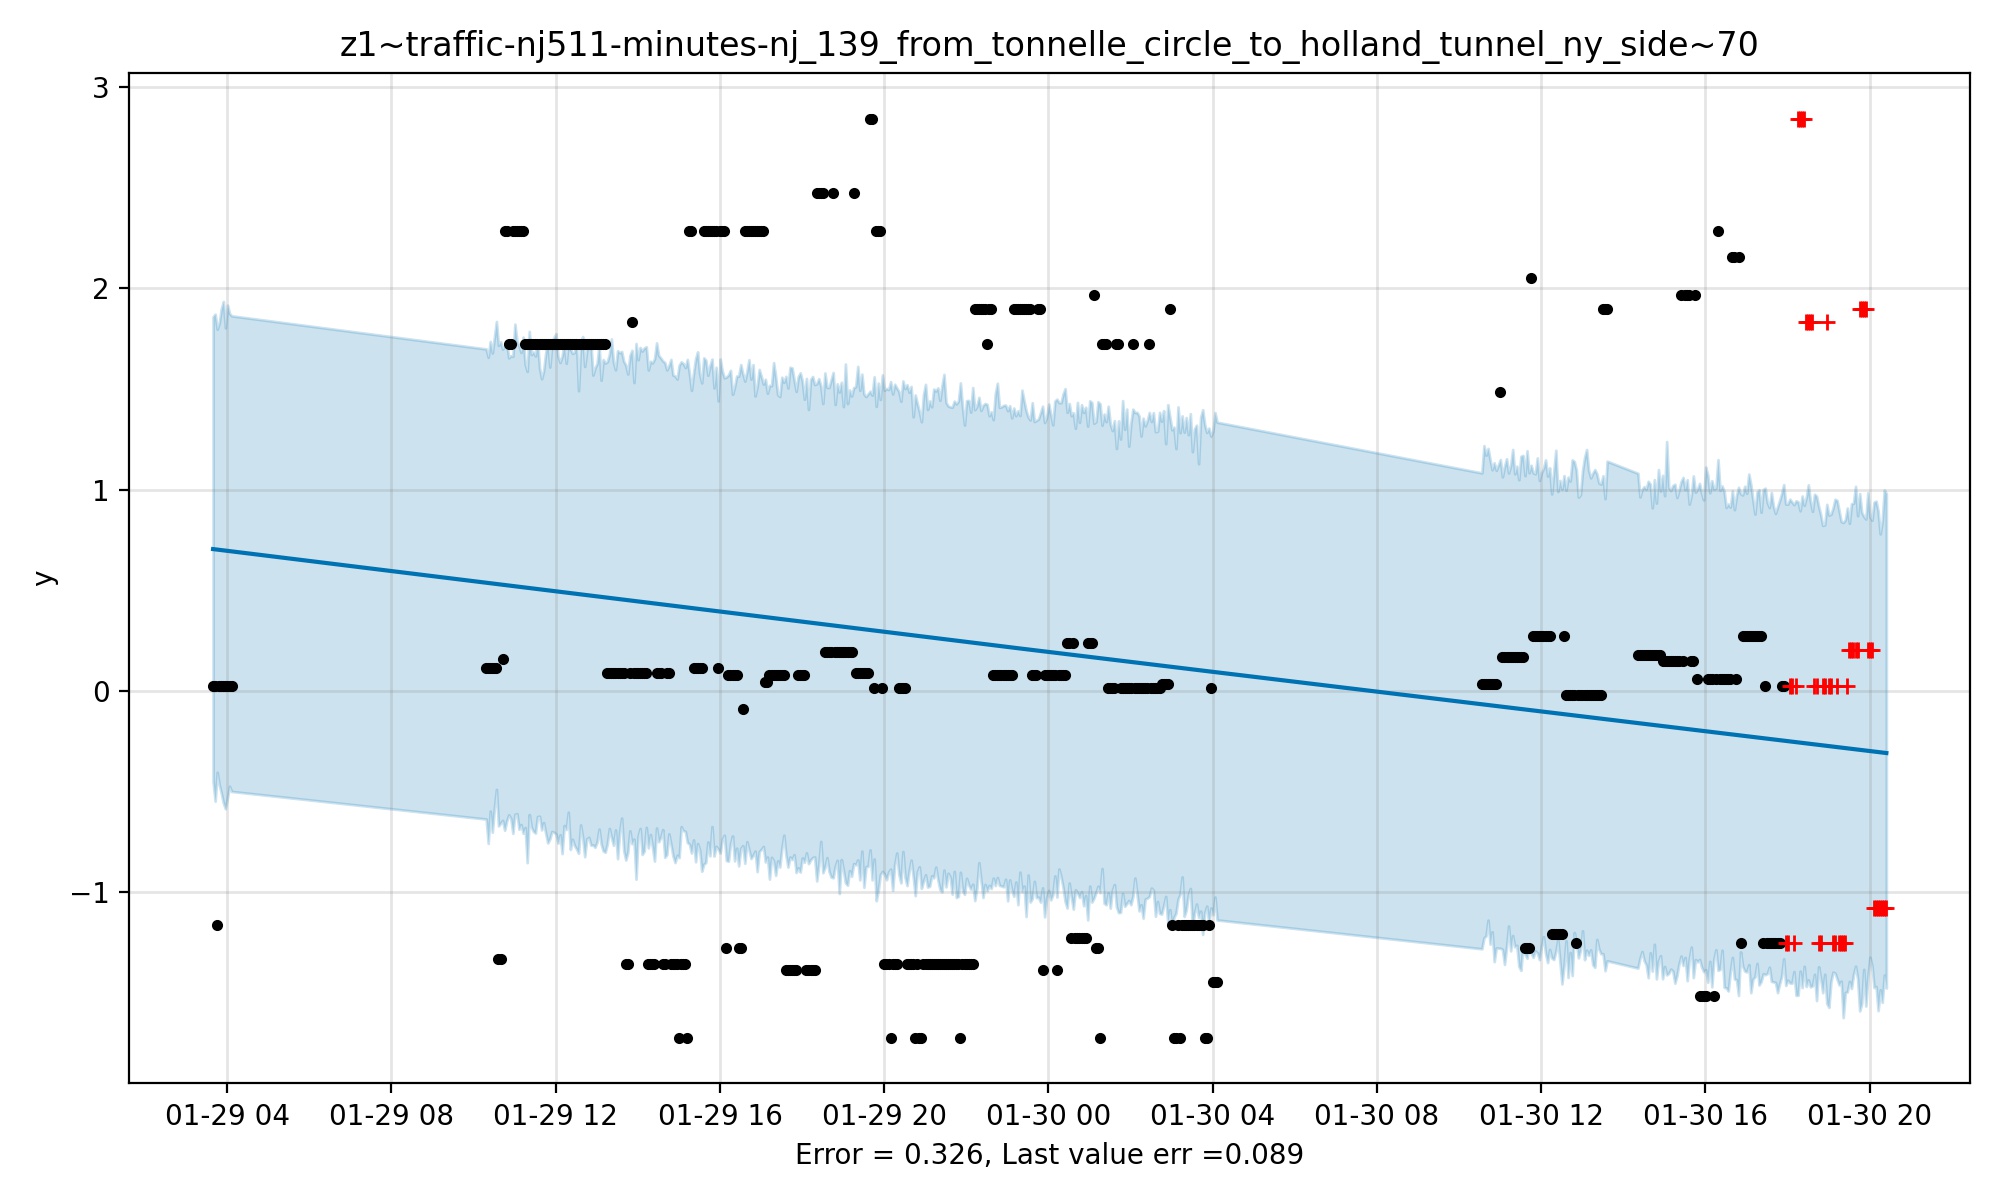 z1~traffic-nj511-minutes-nj_139_from_tonnelle_circle_to_holland_tunnel_ny_side~70
3
2
1
0
−1
y
01-29 04 01-29 08 01-29 12 01-29 16 01-29 20 01-30 00 01-30 04 01-30 08 01-30 12 01-30 16 01-30 20
Error = 0.326, Last value err =0.089